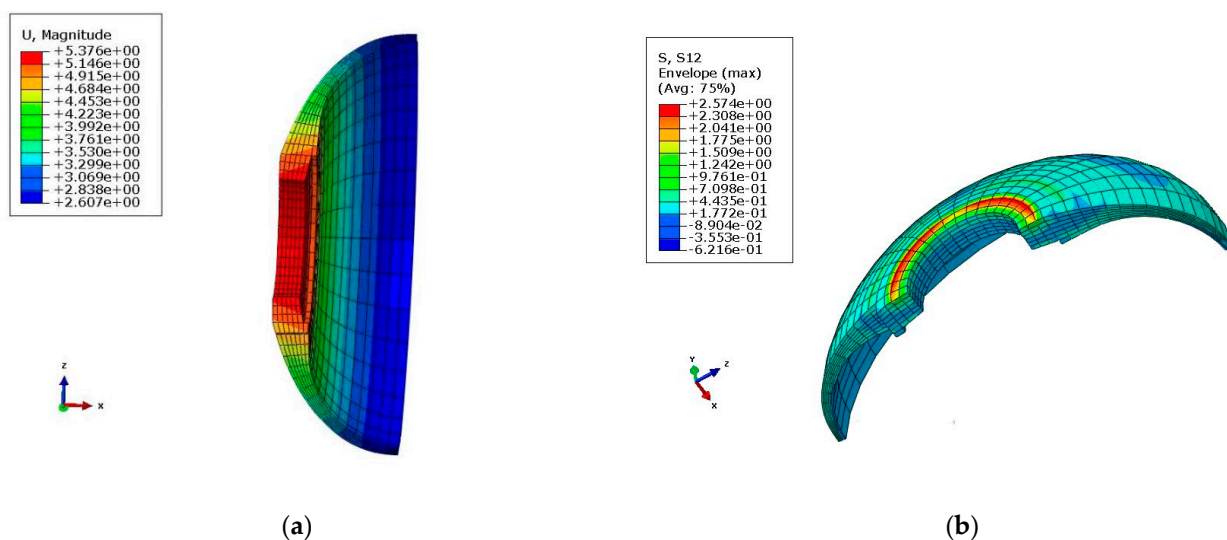 U, Magnitude
+5.376e+00
+5.146e+00
+4.915e+00
+4.684e+00
+4.453e+00
+4.223e+00
+3.992e+00
+3.761e+00
+3.530e+00
+3.299e+00
+3.069e+00
+2.838e+00
+2.607e+00
Z
X
(a)
S, S12
Envelope (max)
(Avg: 75%)
+2.574e+00
+2.308e+00
+2.041e+00
+1.775e+00
+1.509e+00
+1.242e+00
+9.761e-01
+7.098e-01
+4.435e-01
+1.772e-01
-8.904e-02
-3.553e-01
-6.216e-01
Y
Z
X
(b)